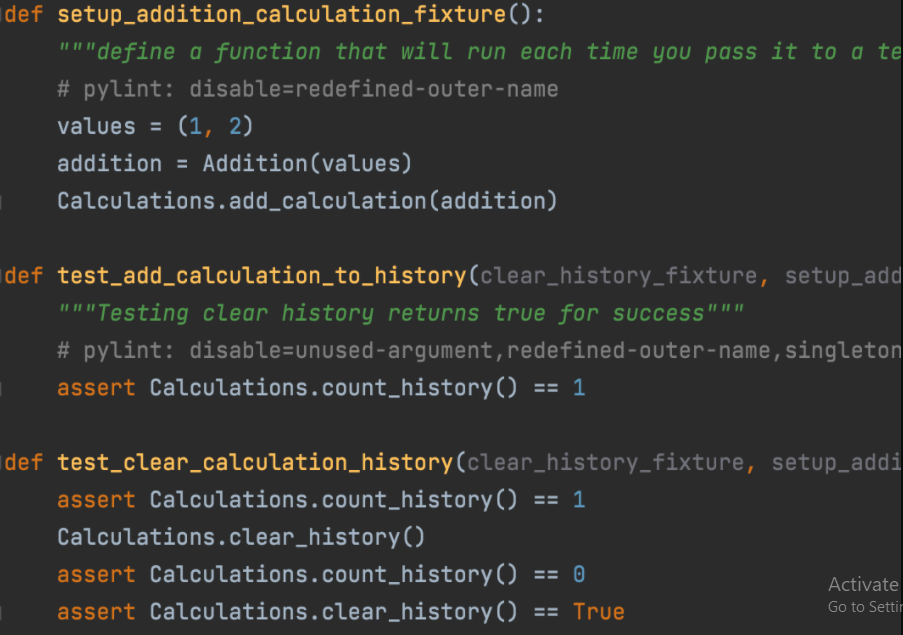 def setup_addition_calculation_fixture():
    """define a function that will run each time you pass it to a
    # pylint: disable=redefined-outer-name
    values = (1, 2)
    addition = Addition(values)
    Calculations.add_calculation(addition)

def test_add_calculation_to_history(clear_history_fixture, setup_add
    """Testing clear history returns true for success"""
    # pylint: disable=unused-argument,redefined-outer-name,singleton
    assert Calculations.count_history() == 1

def test_clear_calculation_history(clear_history_fixture, setup_addi
    assert Calculations.count_history() == 1
    Calculations.clear_history()
    assert Calculations.count_history() == 0
    assert Calculations.clear_history() == True
Activate
Go to